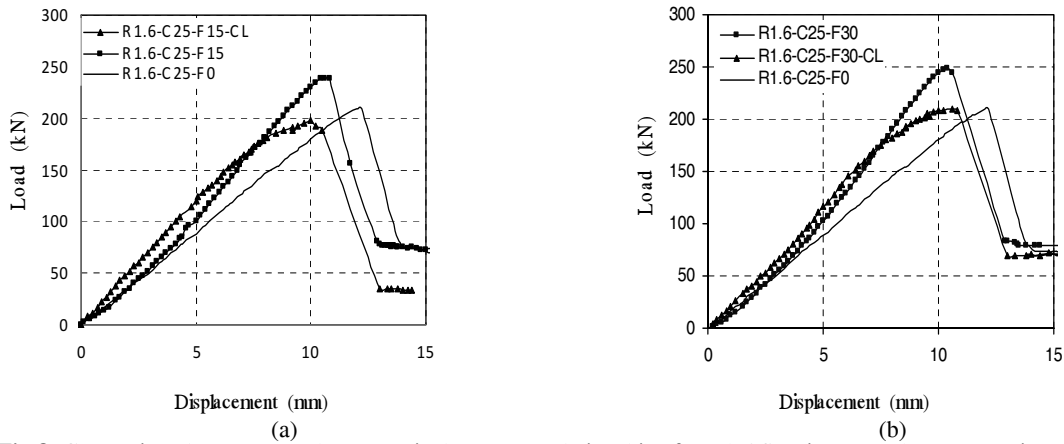 300
250
200
150
100
50
0
Load (kN)
R1.6-C25-F15-CL
R1.6-C25-F15
R1.6-C25-F0
0 5 10 15
Displacement (mm)
(a)
300
250
200
150
100
50
0
Load (kN)
R1.6-C25-F30
R1.6-C25-F30-CL
R1.6-C25-F0
0 5 10 15
Displacement (mm)
(b)